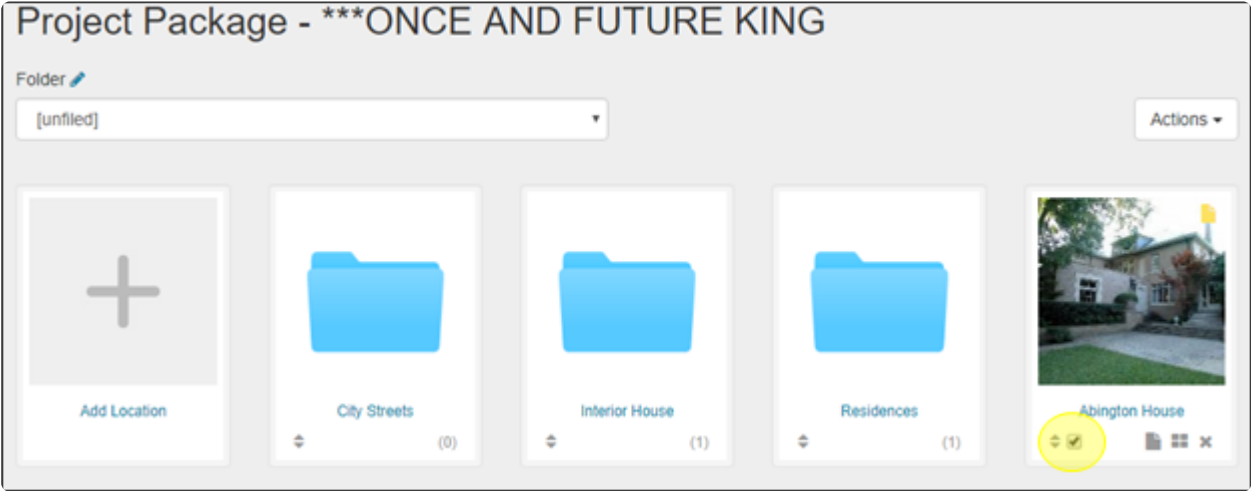 Project Package - ***ONCE AND FUTURE KING
Folder
[unfiled]
Actions
Add Location
City Streets
(0)
Interior House
(1)
Residences
(1)
Abington House